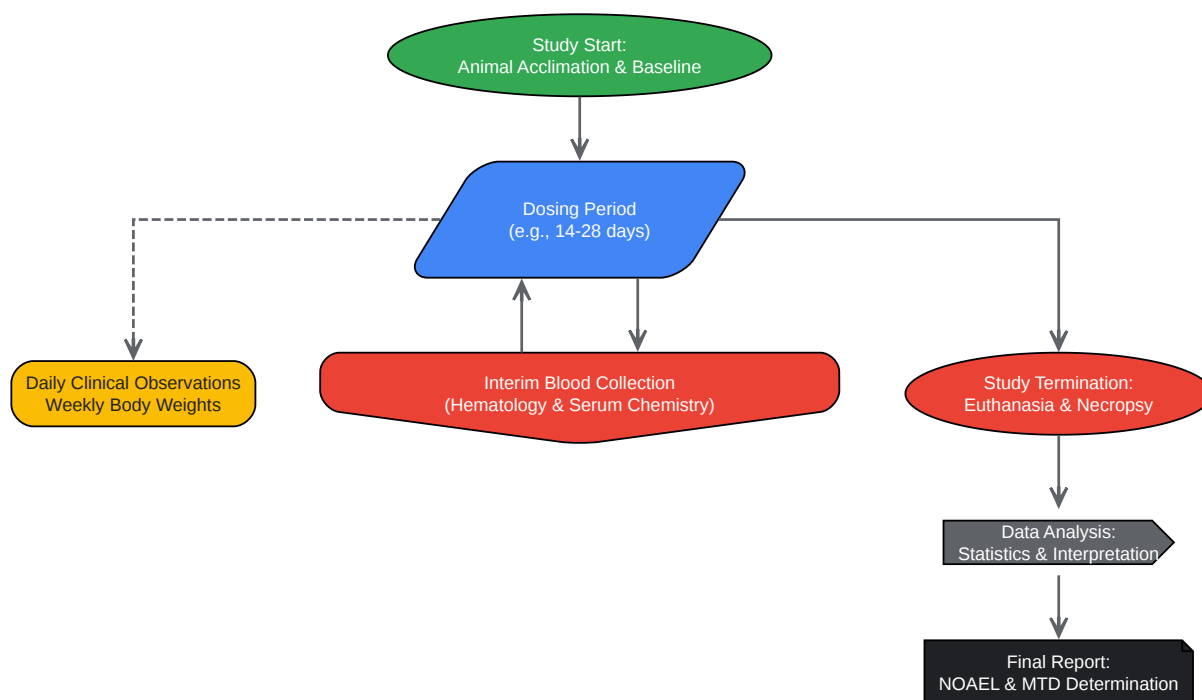 Study Start:
Animal Acclimation & Baseline
Dosing Period
(e.g., 14-28 days)
Daily Clinical Observations
Weekly Body Weights
Interim Blood Collection
(Hematology & Serum Chemistry)
Study Termination:
Euthanasia & Necropsy
Data Analysis:
Statistics & Interpretation
Final Report:
NOAEL & MTD Determination